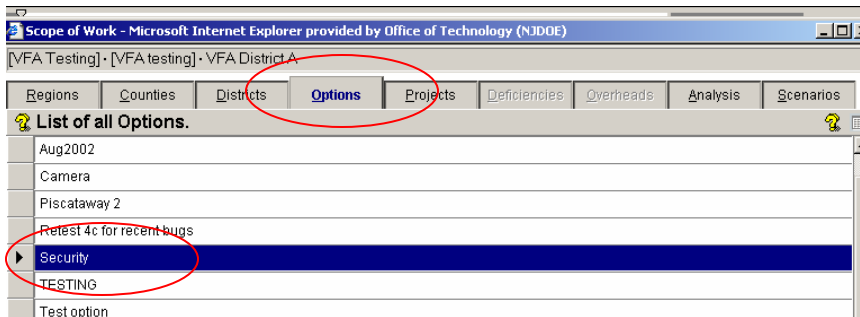 Scope of Work - Microsoft Internet Explorer provided by Office of Technology (NJDOE)
[VFA Testing] · [VFA testing] · VFA District A
Regions Counties Districts Options Projects Deficiencies Overheads Analysis Scenarios
List of all Options.
Aug2002
Camera
Piscataway 2
Retest 4c for recent bugs
Security
TESTING
Test option